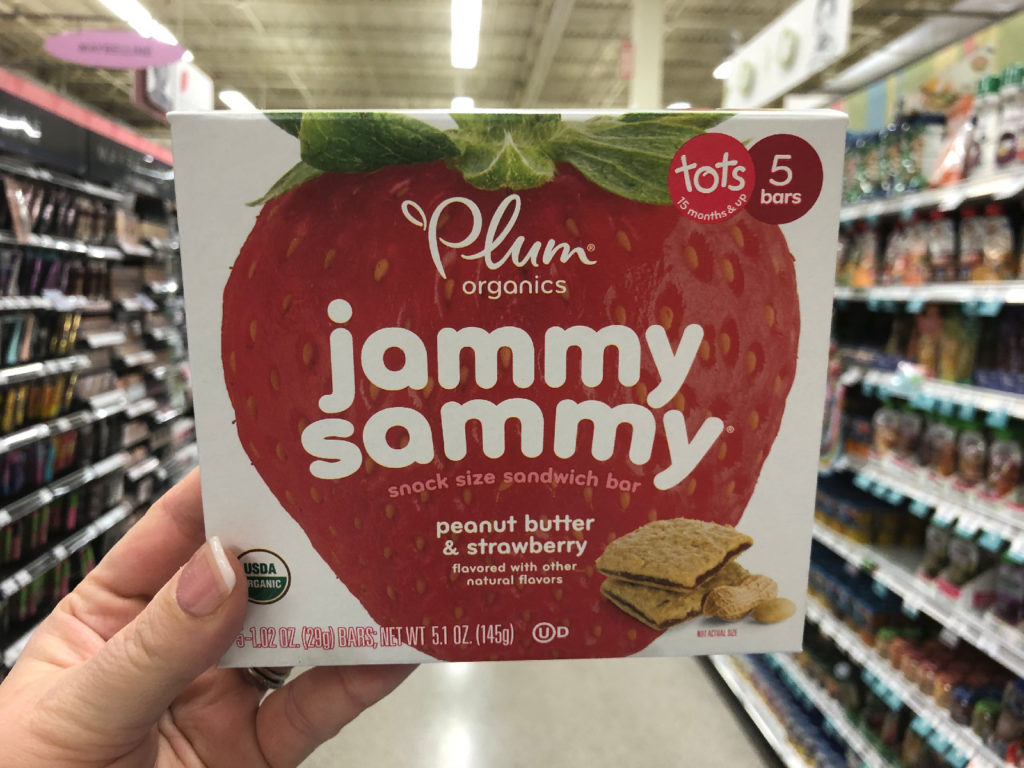 MAYBELLINE
tots
15 months & up
5
bars
Plum®
organics
jammy
sammy®
snack size sandwich bar
peanut butter
& strawberry
flavored with other
natural flavors
USDA
ORGANIC
5-1.02 OZ. (29g) BARS; NET WT 5.1 OZ. (145g)
U D
NOT ACTUAL SIZE